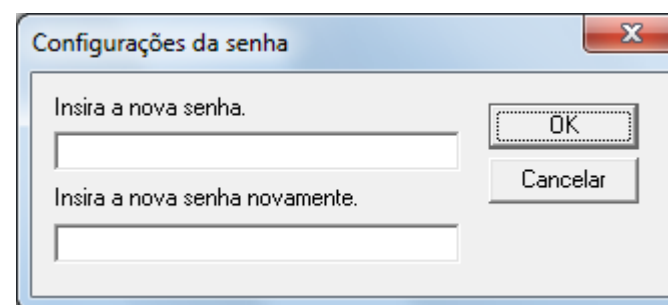 Configurações da senha
Insira a nova senha.
OK
Cancelar
Insira a nova senha novamente.